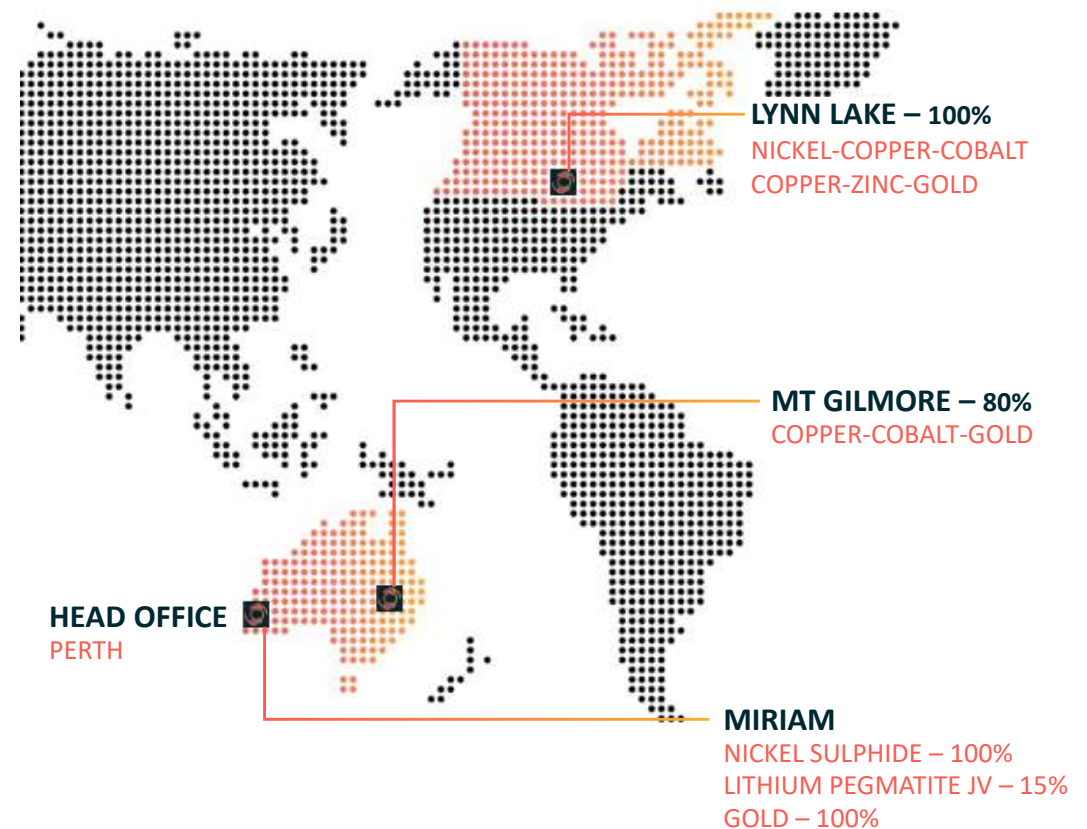 LYNN LAKE – 100%
NICKEL-COPPER-COBALT
COPPER-ZINC-GOLD
MT GILMORE – 80%
COPPER-COBALT-GOLD
HEAD OFFICE
PERTH
MIRIAM
NICKEL SULPHIDE – 100%
LITHIUM PEGMATITE JV – 15%
GOLD – 100%